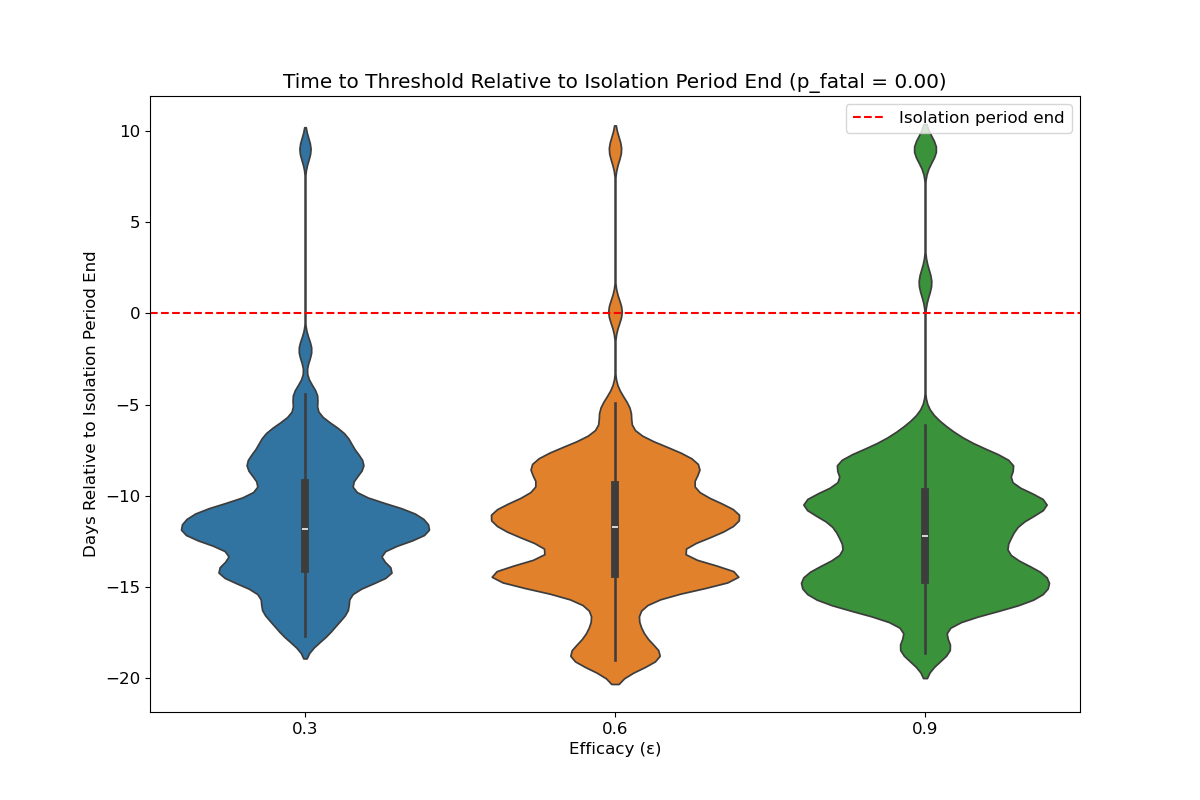 Time to Threshold Relative to Isolation Period End (p_fatal = 0.00)
Isolation period end
Days Relative to Isolation Period End
10
5
0
−5
−10
−15
−20
0.3
0.6
0.9
Efficacy (ε)